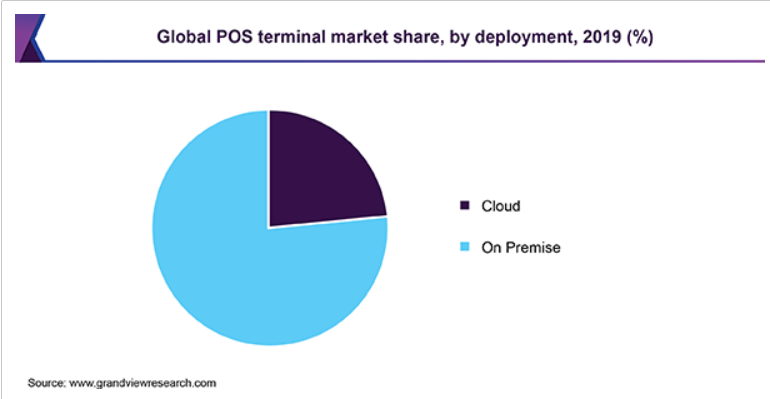 Global POS terminal market share, by deployment, 2019 (%)
Cloud
On Premise
Source: www.grandviewresearch.com